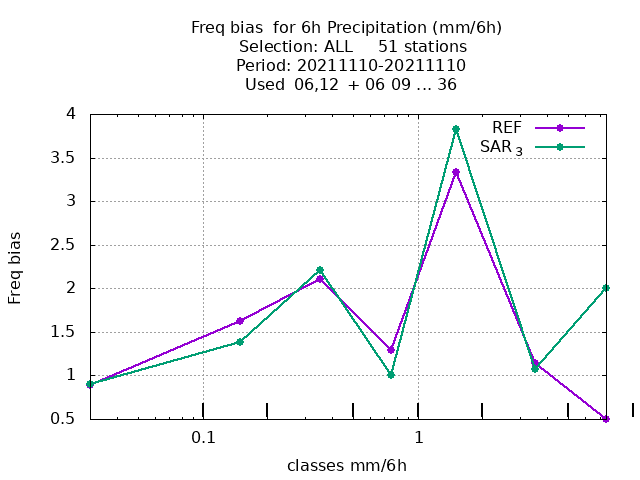 Freq bias  for 6h Precipitation (mm/6h)
Selection: ALL     51 stations
Period: 20211110-20211110
Used  06,12  + 06 09 ... 36
REF
SAR 3
4
3.5
3
2.5
2
1.5
1
0.5
Freq bias
0.1
1
classes mm/6h